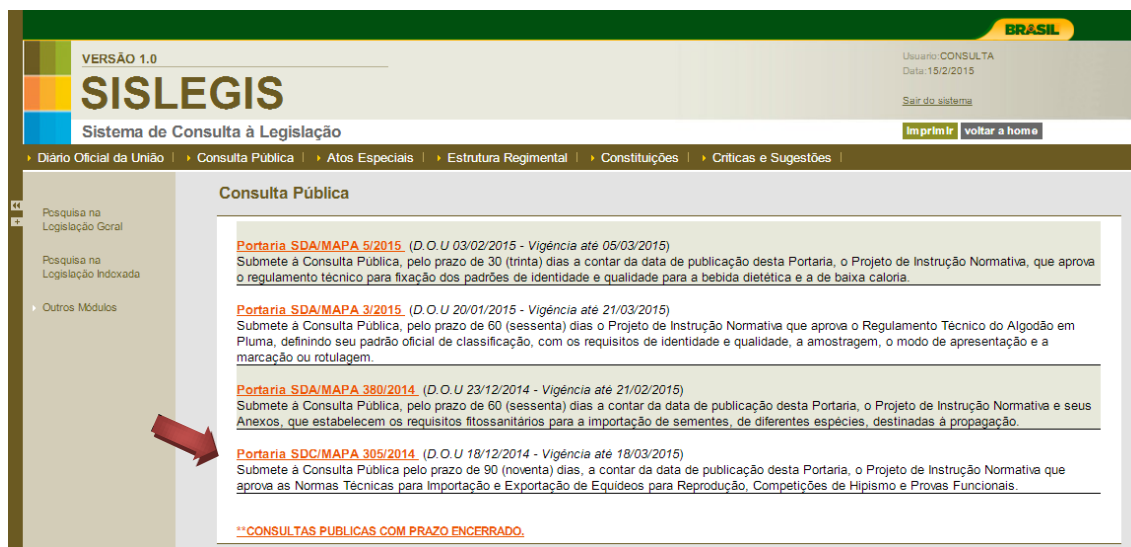 BRASIL
VERSÃO 1.0
SISLEGIS
Sistema de Consulta à Legislação
Usuario:CONSULTA
Data:15/2/2015
Sair do sistema
Imprimir voltar a home
Diário Oficial da União | Consulta Pública | Atos Especiais | Estrutura Regimental | Constituições | Críticas e Sugestões |
Pesquisa na
Legislação Geral
Pesquisa na
Legislação Indexada
Outros Módulos
Consulta Pública
Portaria SDA/MAPA 5/2015 (D.O.U 03/02/2015 - Vigência até 05/03/2015)
Submete à Consulta Pública, pelo prazo de 30 (trinta) dias a contar da data de publicação desta Portaria, o Projeto de Instrução Normativa, que aprova
o regulamento técnico para fixação dos padrões de identidade e qualidade para a bebida dietética e a de baixa caloria.
Portaria SDA/MAPA 3/2015 (D.O.U 20/01/2015 - Vigência até 21/03/2015)
Submete à Consulta Pública, pelo prazo de 60 (sessenta) dias o Projeto de Instrução Normativa que aprova o Regulamento Técnico do Algodão em
Pluma, definindo seu padrão oficial de classificação, com os requisitos de identidade e qualidade, a amostragem, o modo de apresentação e a
marcação ou rotulagem.
Portaria SDA/MAPA 380/2014 (D.O.U 23/12/2014 - Vigência até 21/02/2015)
Submete à Consulta Pública, pelo prazo de 60 (sessenta) dias a contar da data de publicação desta Portaria, o Projeto de Instrução Normativa e seus
Anexos, que estabelecem os requisitos fitossanitários para a importação de sementes, de diferentes espécies, destinadas à propagação.
Portaria SDC/MAPA 305/2014 (D.O.U 18/12/2014 - Vigência até 18/03/2015)
Submete à Consulta Pública pelo prazo de 90 (noventa) dias, a contar da data de publicação desta Portaria, o Projeto de Instrução Normativa que
aprova as Normas Técnicas para Importação e Exportação de Equídeos para Reprodução, Competições de Hipismo e Provas Funcionais.
**CONSULTAS PUBLICAS COM PRAZO ENCERRADO.